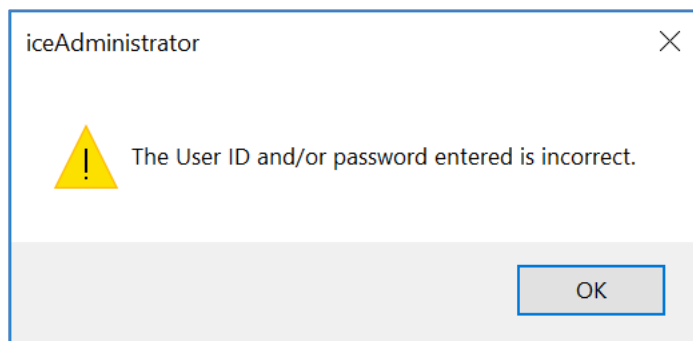 iceAdministrator
The User ID and/or password entered is incorrect.
OK